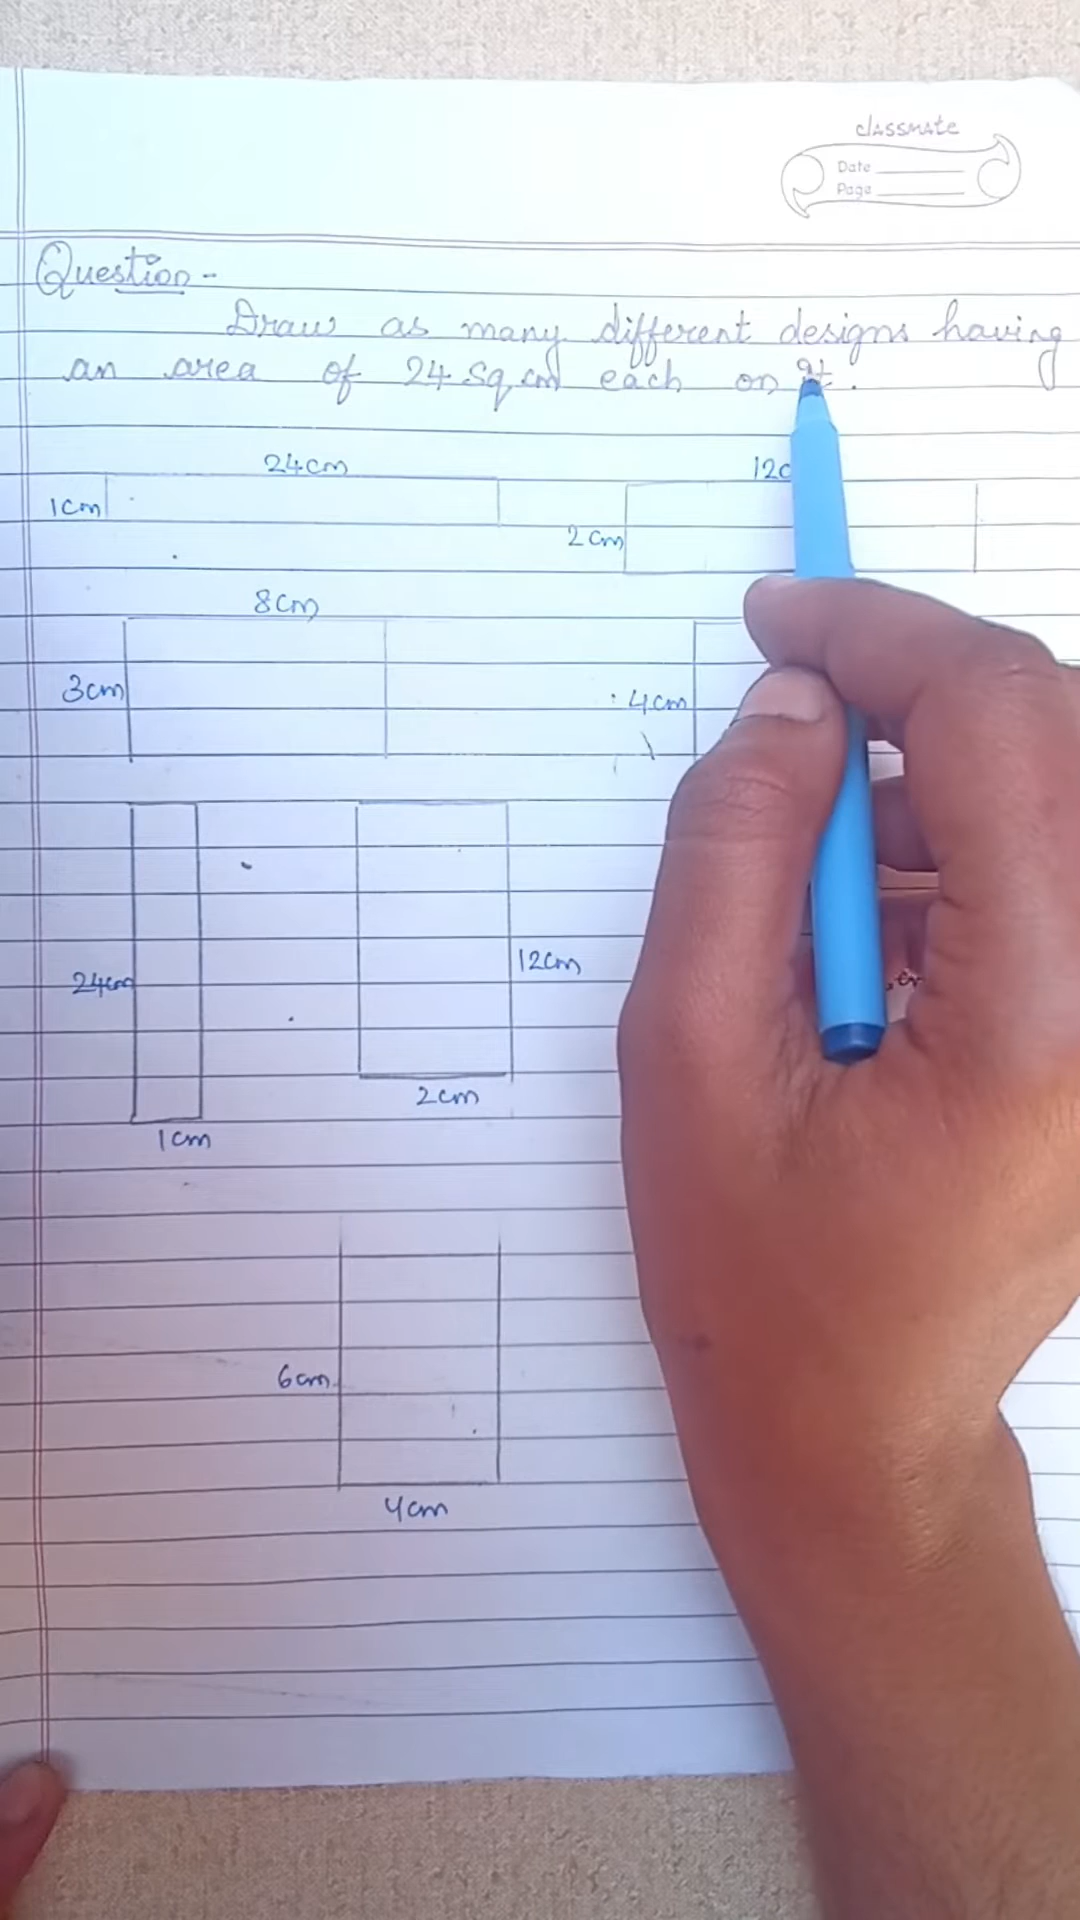 classmate
Date
Page
Question -
Draw as many different designs having
an area of 24 sq cm each on it.
24cm
1cm
2cm
8cm
3cm
4cm
24cm
12cm
2cm
1cm
6cm
4cm